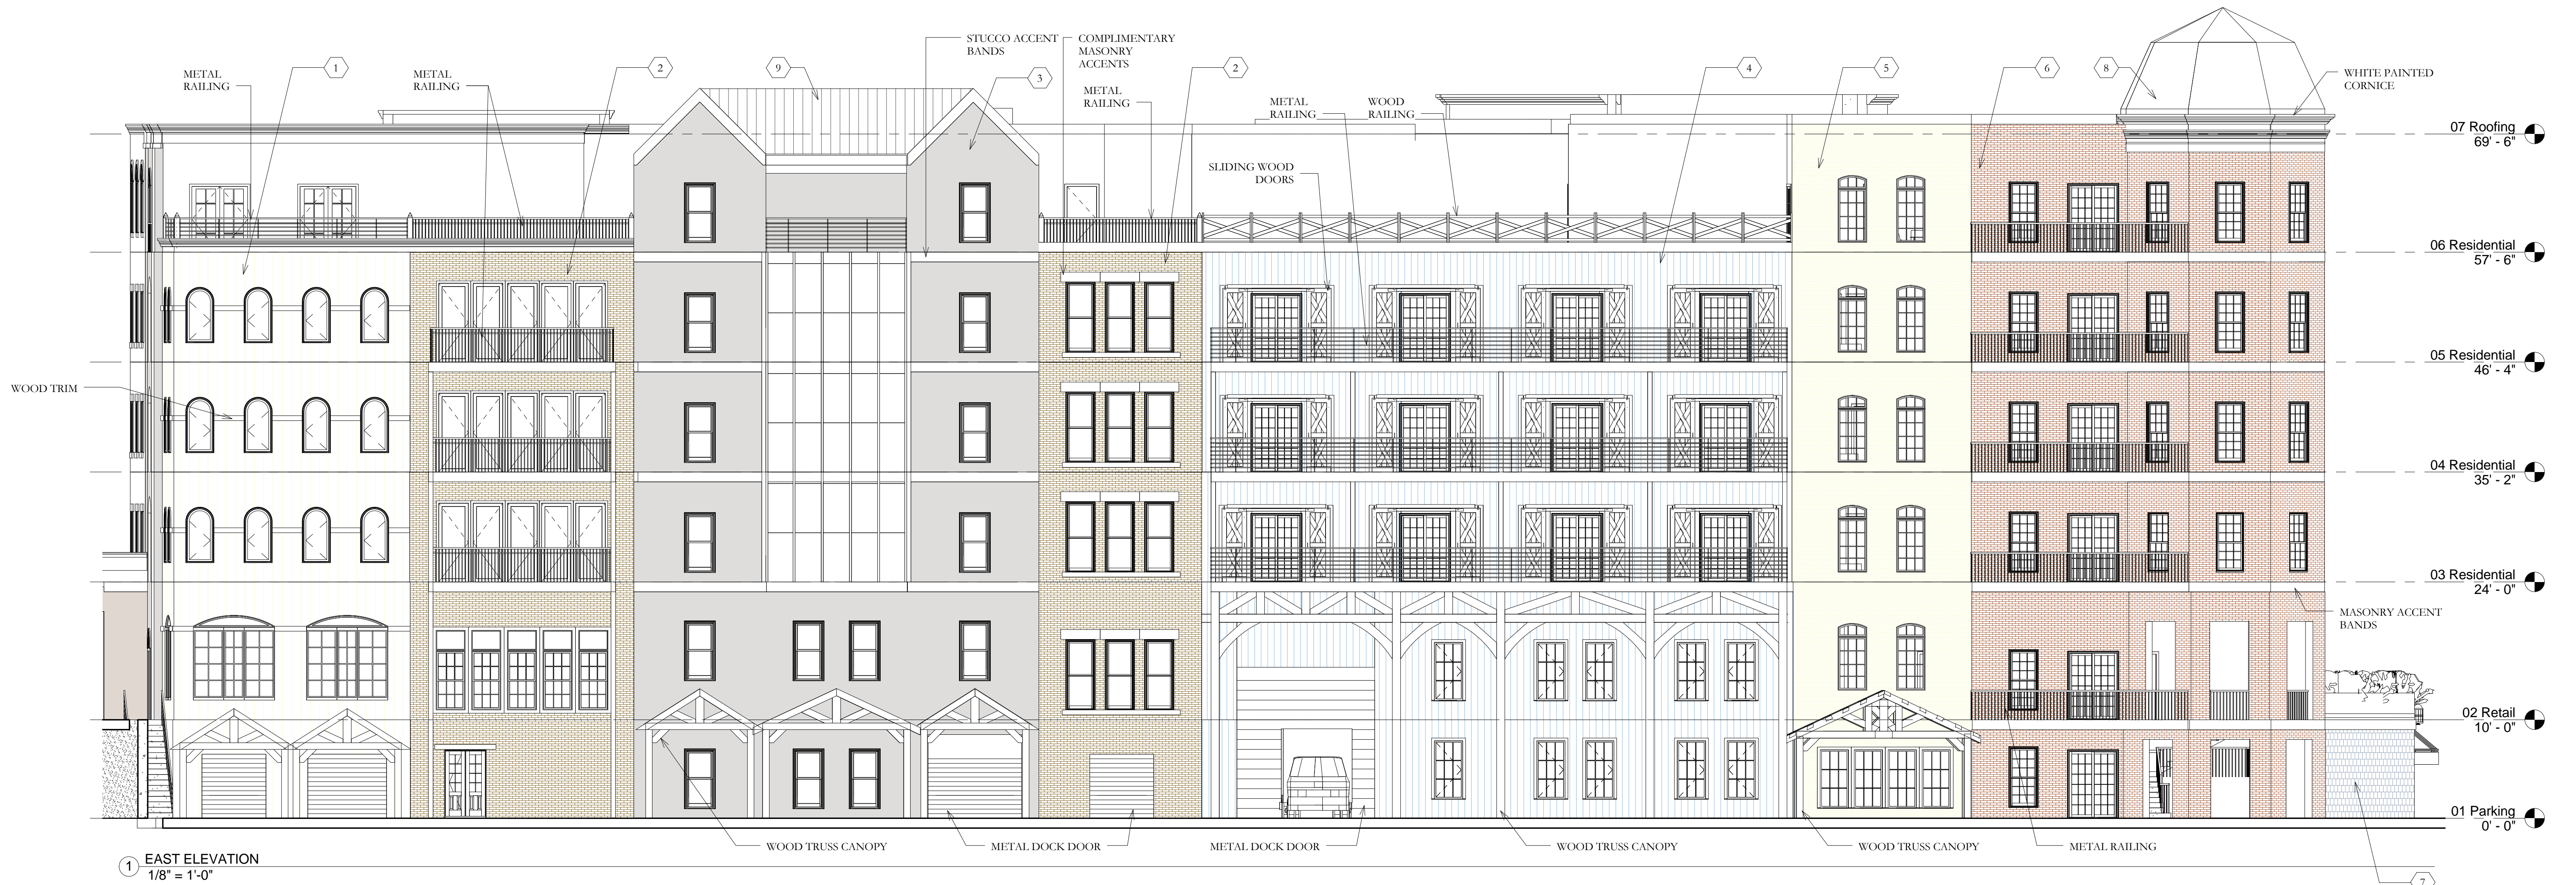 STUCCO ACCENT
BANDS
COMPLIMENTARY
MASONRY
ACCENTS
1
2
9
3
2
4
5
6
8
METAL
RAILING
METAL
RAILING
METAL
RAILING
METAL
RAILING
WOOD
RAILING
WHITE PAINTED
CORNICE
07 Roofing
69' - 6"
SLIDING WOOD
DOORS
06 Residential
57' - 6"
05 Residential
46' - 4"
WOOD TRIM
04 Residential
35' - 2"
03 Residential
24' - 0"
MASONRY ACCENT
BANDS
02 Retail
10' - 0"
01 Parking
0' - 0"
WOOD TRUSS CANOPY
METAL DOCK DOOR
METAL DOCK DOOR
WOOD TRUSS CANOPY
WOOD TRUSS CANOPY
METAL RAILING
1
EAST ELEVATION
1/8" = 1'-0"
7